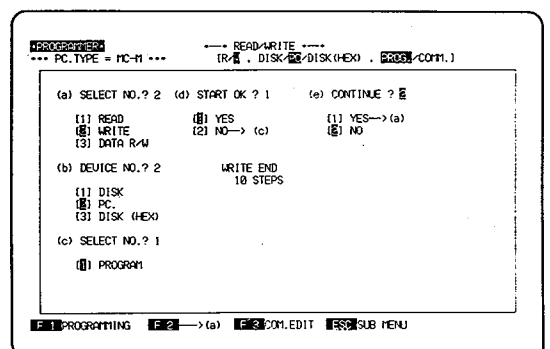 *PROGRAMMER* ←--→ READ/WRITE ←--→
*** PC.TYPE = MC-M *** [R/W , DISK/PC/DISK(HEX) , PROG./COMM.]
(a) SELECT NO.? 2 (d) START OK ? 1 (e) CONTINUE ? 2
[1] READ [1] YES [1] YES--->(a)
[2] WRITE [2] NO--> (c) [2] NO
[3] DATA R/W
(b) DEVICE NO.? 2 WRITE END
[1] DISK 10 STEPS
[2] PC.
[3] DISK (HEX)
(c) SELECT NO.? 1
[1] PROGRAM
F 1 PROGRAMMING F 2 --->(a) F 3 COM.EDIT ESC SUB MENU